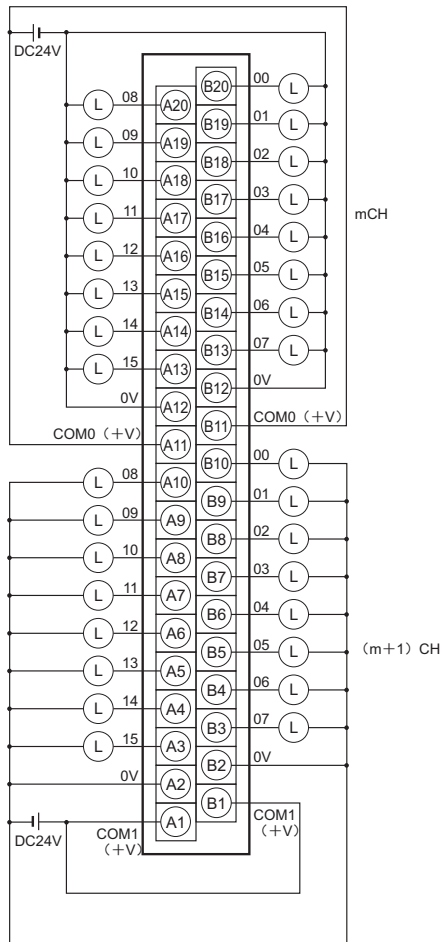 DC24V
08 L A20 B20 00 L
09 L A19 B19 01 L
10 L A18 B18 02 L
11 L A17 B17 03 L
mCH
12 L A16 B16 04 L
13 L A15 B15 05 L
14 L A14 B14 06 L
15 L A13 B13 07 L
0V A12 B12 0V
COM0（+V） A11 B11 COM0（+V）
08 L A10 B10 00 L
09 L A9 B9 01 L
10 L A8 B8 02 L
11 L A7 B7 03 L
12 L A6 B6 04 L
13 L A5 B5 05 L
（m+1）CH
14 L A4 B4 06 L
15 L A3 B3 07 L
0V A2 B2 0V
A1 B1
DC24V
COM1
（+V）
COM1
（+V）